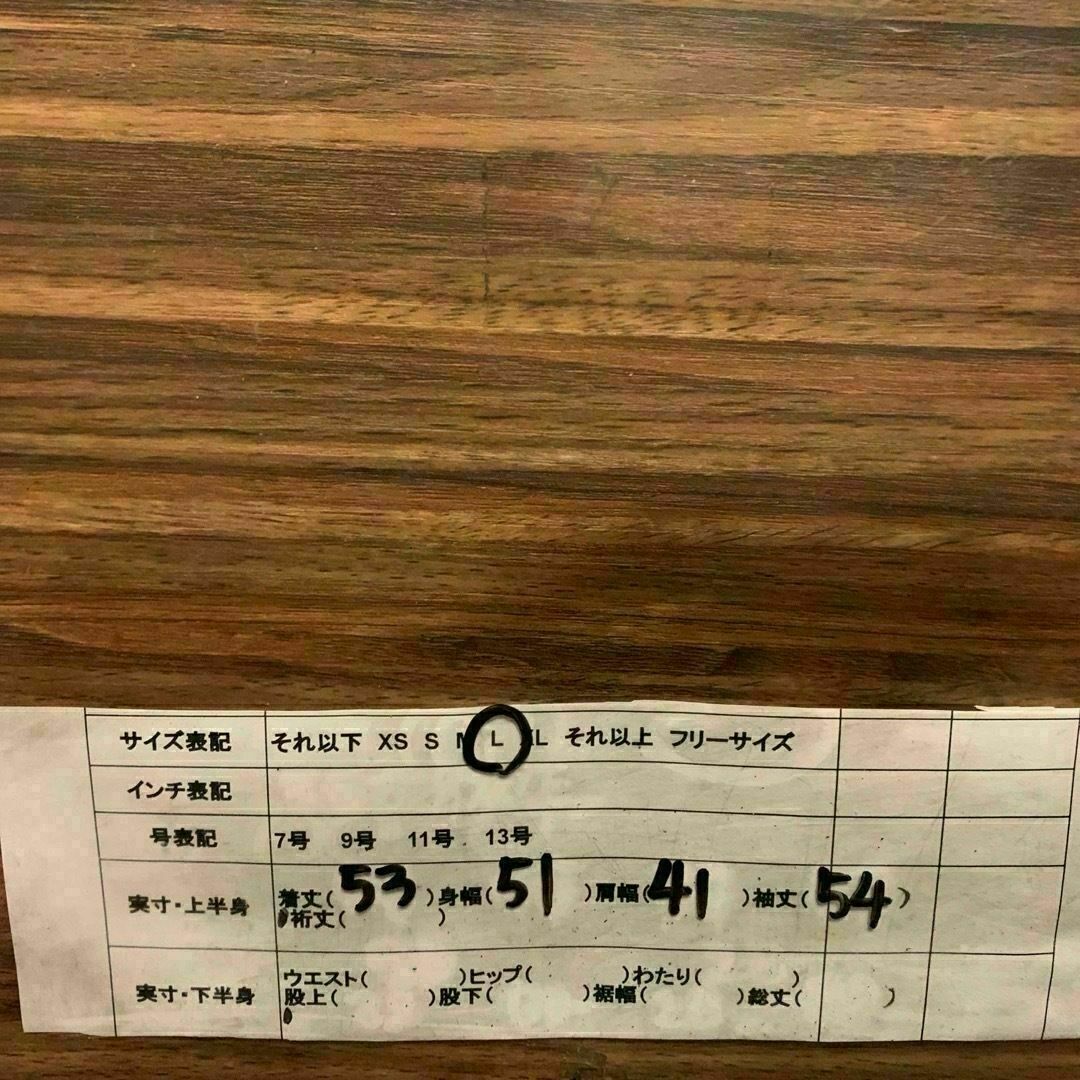 サイズ表記 それ以下 XS S L それ以上 フリーサイズ
インチ表記
号表記 7号 9号 11号 13号
実寸・上半身 着丈( 53 )身幅( 51 )肩幅( 41 )袖丈( 54 )
裄丈( )
実寸・下半身 ウエスト( )ヒップ( )わたり( )
股上( )股下( )裾幅( )総丈( )